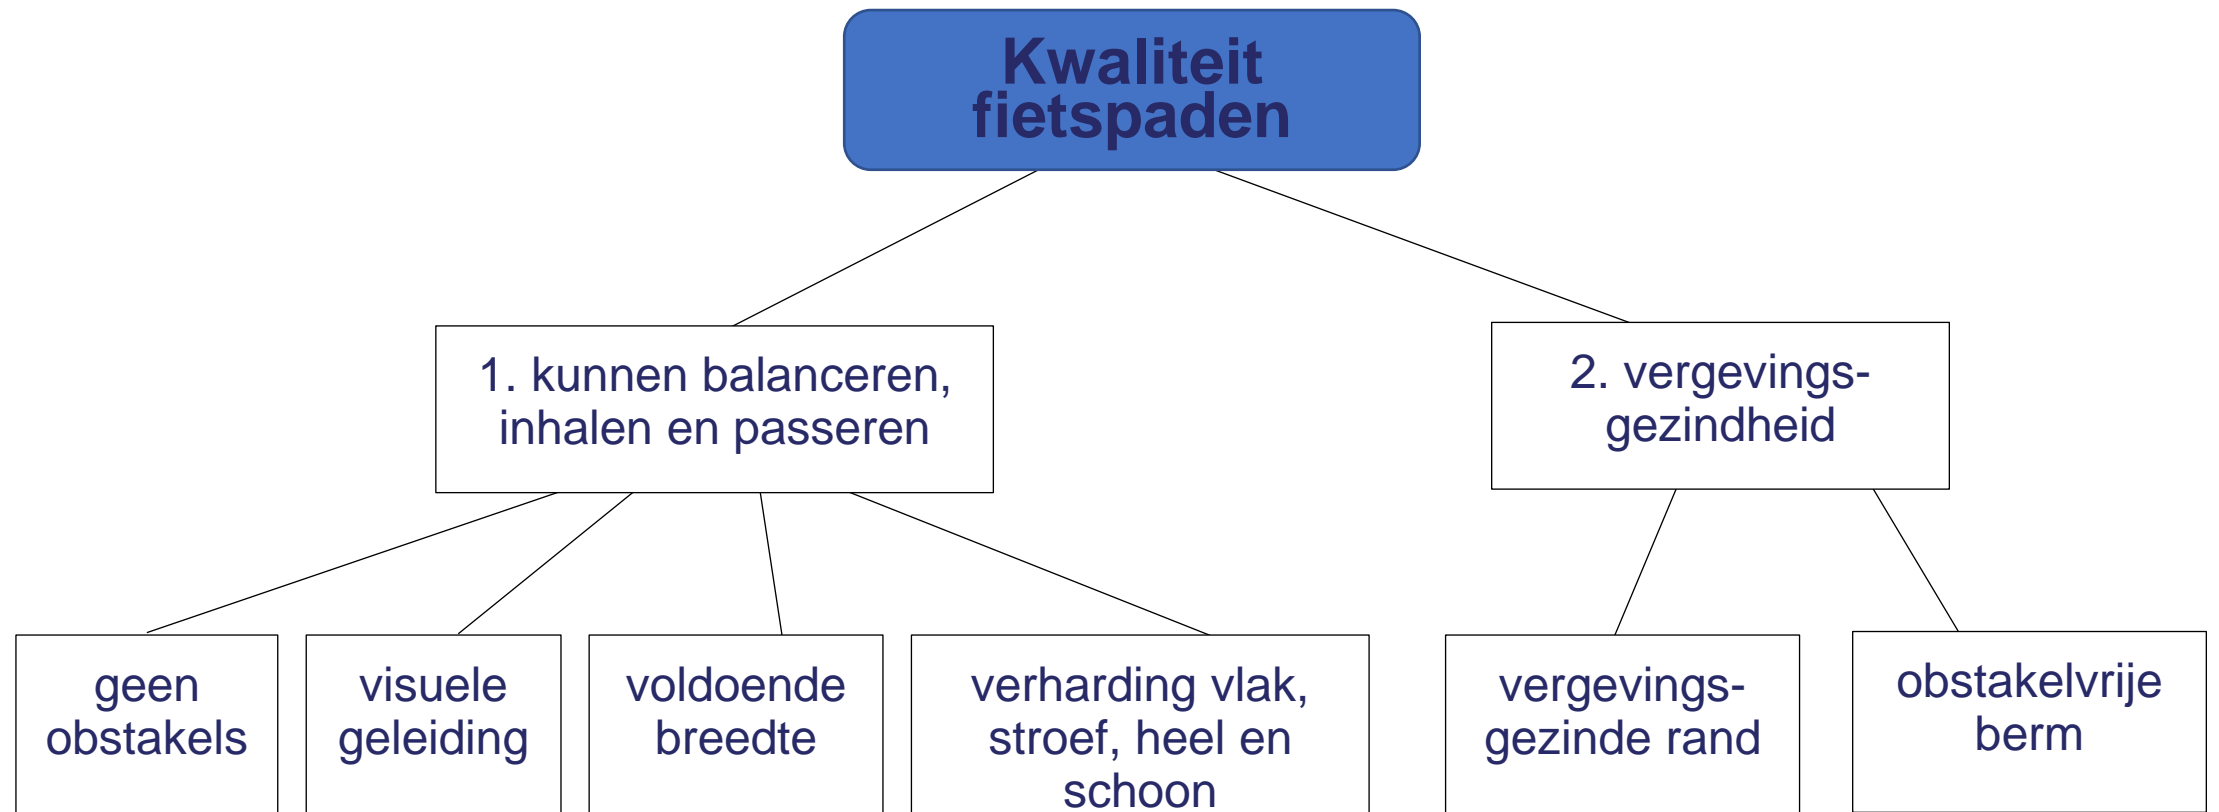 Kwaliteit
fietspaden
1. kunnen balanceren,
inhalen en passeren
2. vergevings-
gezindheid
geen
obstakels
visuele
geleiding
voldoende
breedte
verharding vlak,
stroef, heel en
schoon
vergevings-
gezinde rand
obstakelvrije
berm